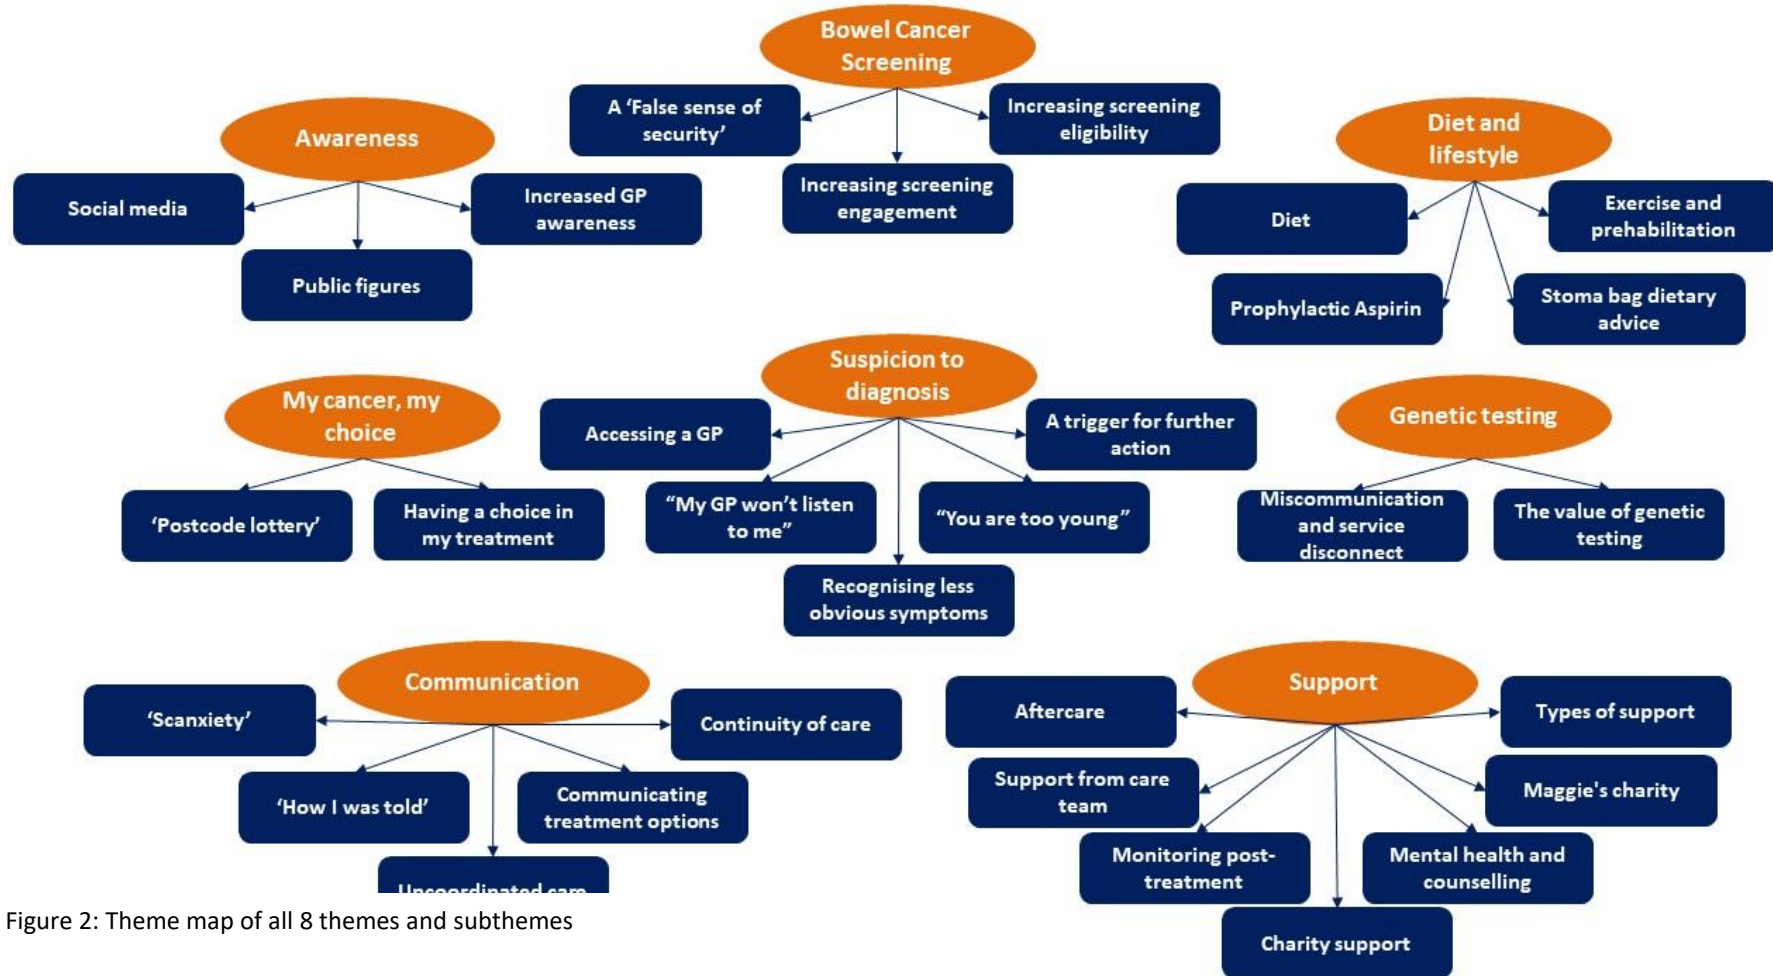 Bowel Cancer
Screening
A 'False sense of
security'
Increasing screening
eligibility
Increasing screening
engagement
Awareness
Social media
Increased GP
awareness
Public figures
Diet and
lifestyle
Diet
Exercise and
prehabilitation
Prophylactic Aspirin
Stoma bag dietary
advice
My cancer, my
choice
'Postcode lottery'
Having a choice in
my treatment
Suspicion to
diagnosis
Accessing a GP
A trigger for further
action
“My GP won’t listen
to me”
“You are too young”
Recognising less
obvious symptoms
Genetic testing
Miscommunication
and service
disconnect
The value of genetic
testing
Communication
'Scanxiety'
Continuity of care
'How I was told'
Communicating
treatment options
Uncoordinated care
Support
Aftercare
Types of support
Support from care
team
Maggie's charity
Monitoring post-
treatment
Mental health and
counselling
Charity support
Figure 2: Theme map of all 8 themes and subthemes